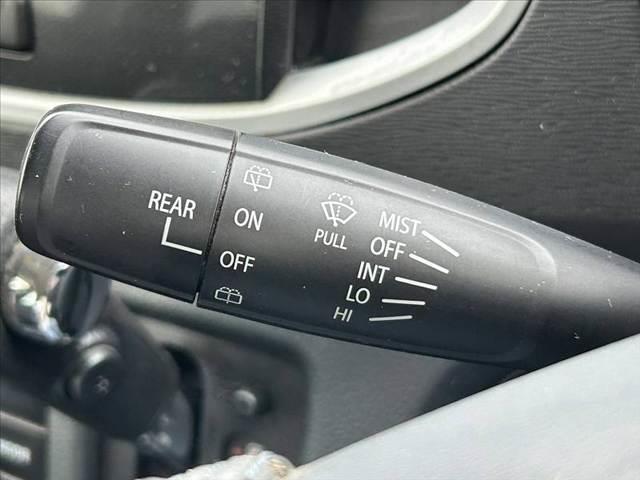 REAR
ON
OFF
PULL
MIST
OFF
INT
LO
HI